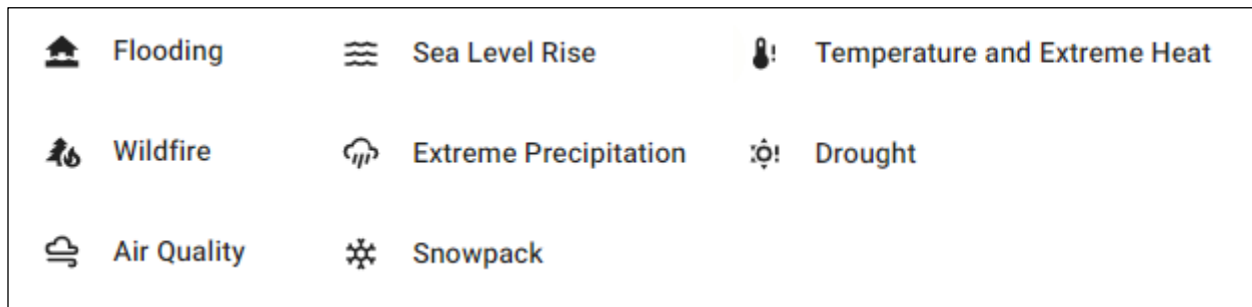 Flooding
Sea Level Rise
Temperature and Extreme Heat
Wildfire
Extreme Precipitation
Drought
Air Quality
Snowpack